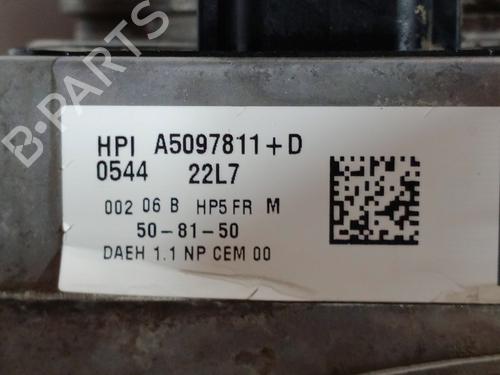 HPI A5097811+D
0544 22L7
002 06 B HP5 FR M
50-81-50
DAEH 1.1 NP CEM 00
B-PARTS